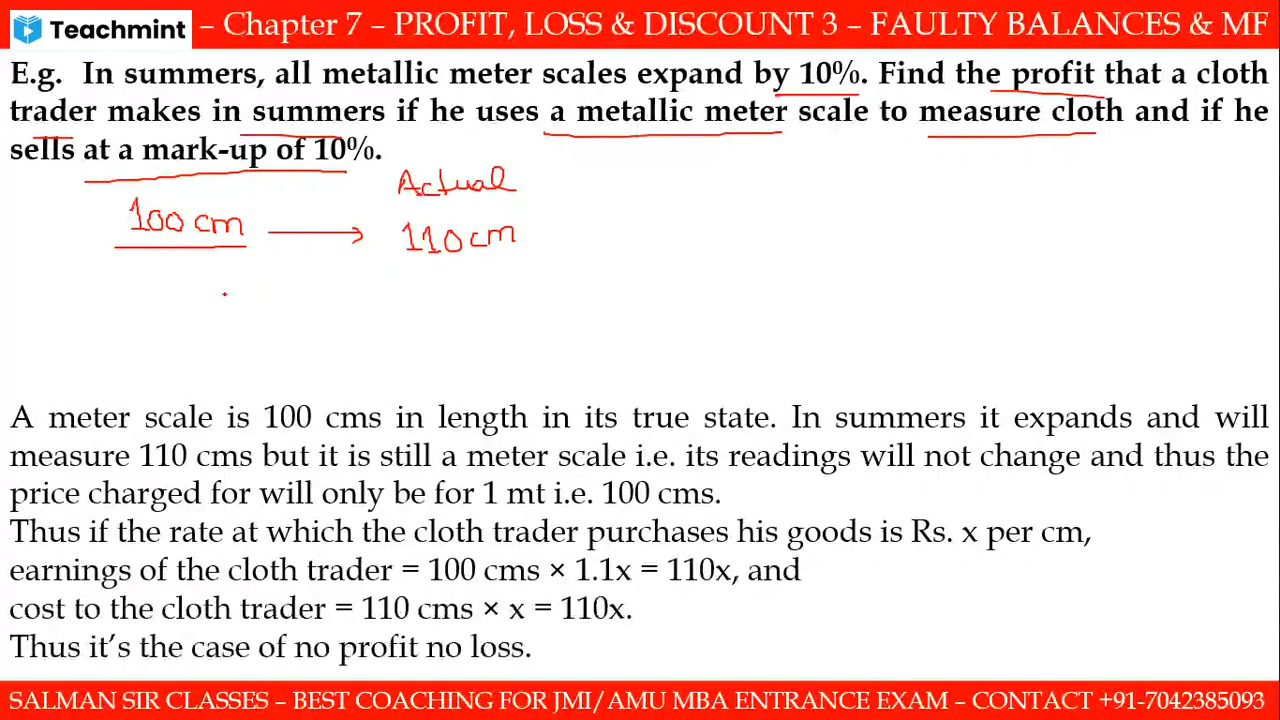 Teachmint – Chapter 7 – PROFIT, LOSS & DISCOUNT 3 – FAULTY BALANCES & MF
E.g. In summers, all metallic meter scales expand by 10%. Find the profit that a cloth
trader makes in summers if he uses a metallic meter scale to measure cloth and if he
sells at a mark-up of 10%.
Actual
100 cm → 110 cm
A meter scale is 100 cms in length in its true state. In summers it expands and will
measure 110 cms but it is still a meter scale i.e. its readings will not change and thus the
price charged for will only be for 1 mt i.e. 100 cms.
Thus if the rate at which the cloth trader purchases his goods is Rs. x per cm,
earnings of the cloth trader = 100 cms × 1.1x = 110x, and
cost to the cloth trader = 110 cms × x = 110x.
Thus it’s the case of no profit no loss.
SALMAN SIR CLASSES – BEST COACHING FOR JMI/AMU MBA ENTRANCE EXAM – CONTACT +91-7042385093